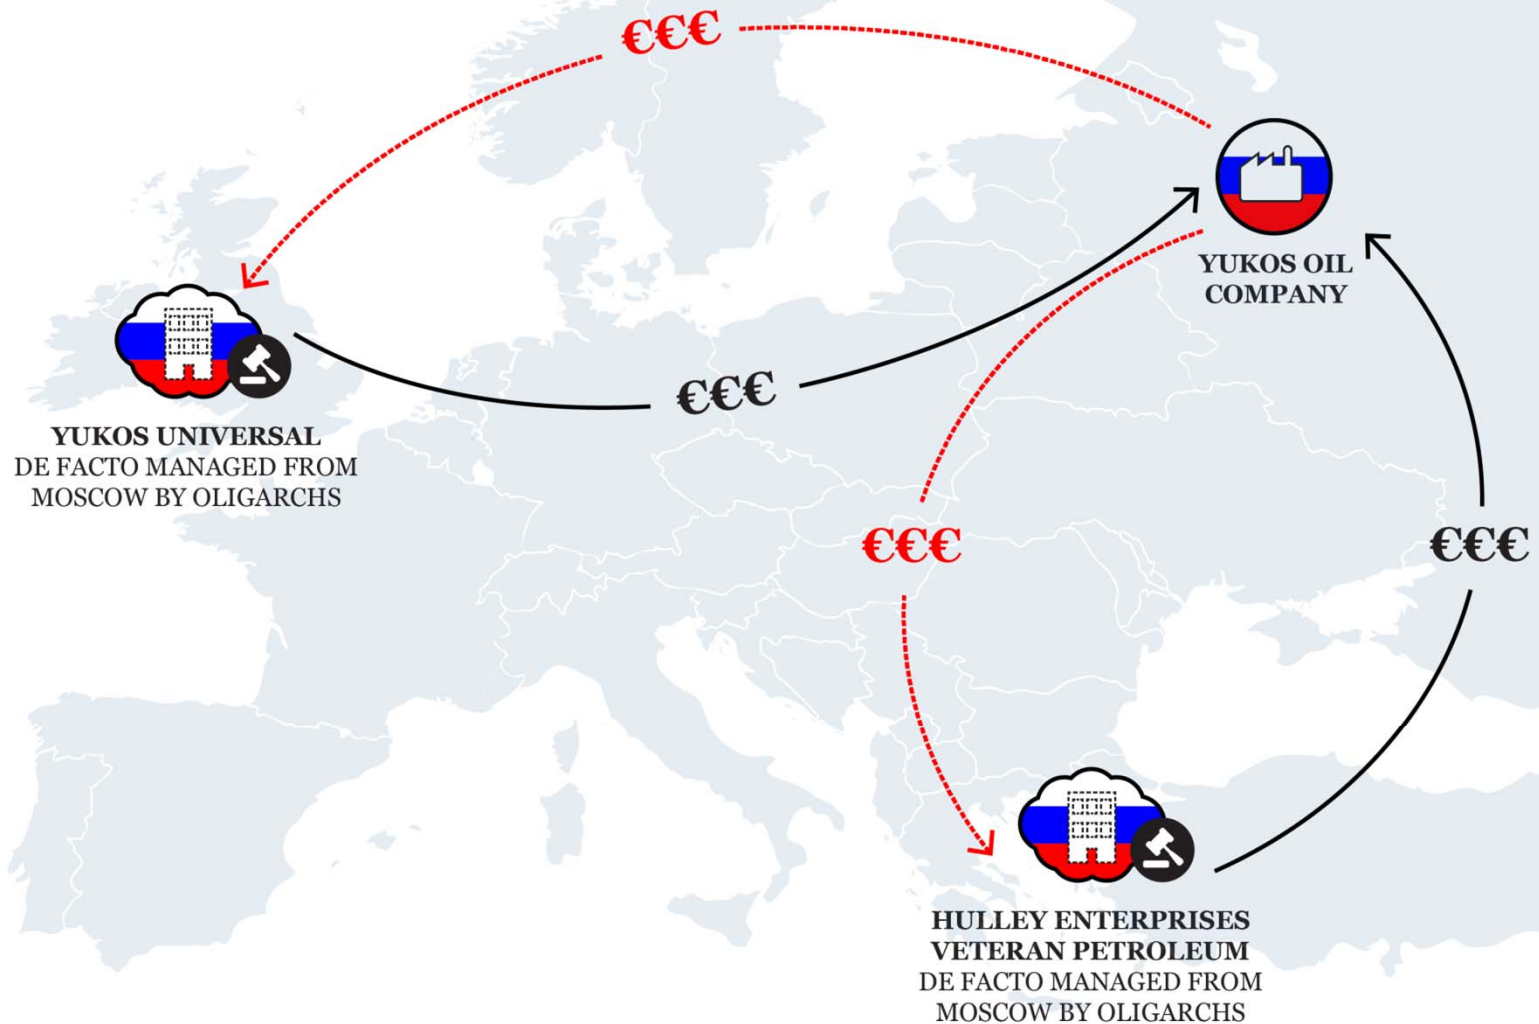 €€€
YUKOS OIL
COMPANY
€€€
YUKOS UNIVERSAL
DE FACTO MANAGED FROM
MOSCOW BY OLIGARCHS
€€€
€€€
HULLEY ENTERPRISES
VETERAN PETROLEUM
DE FACTO MANAGED FROM
MOSCOW BY OLIGARCHS